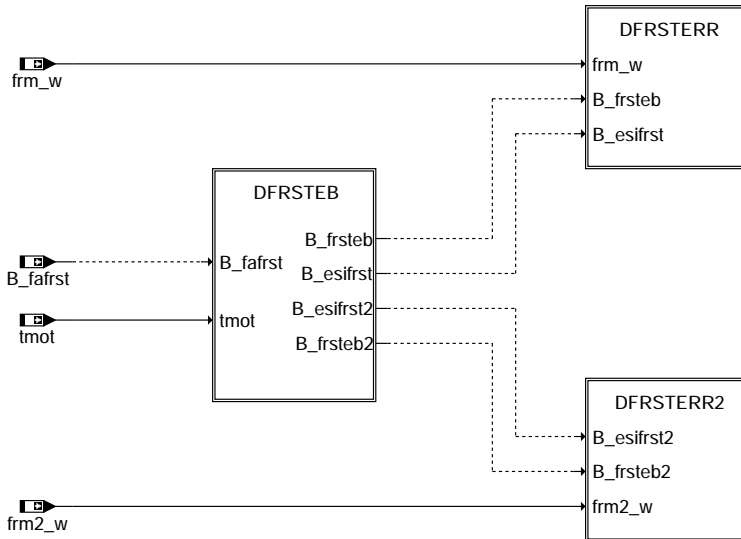 DFRSTERR
frm_w
frm_w
B_frsteb
B_esifrst
DFRSTEB
B_frsteb
B_fafrst
B_fafrst
B_esifrst
B_esifrst2
tmot
tmot
B_frsteb2
DFRSTERR2
B_esifrst2
B_frsteb2
frm2_w
frm2_w